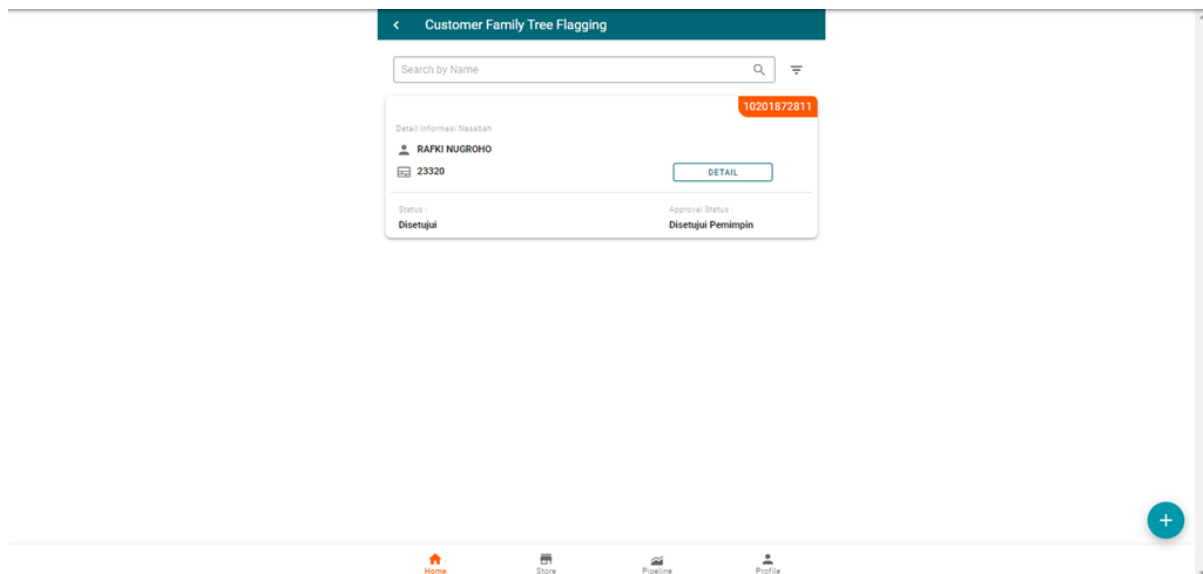 Customer Family Tree Flagging
Search by Name
10201872811
Detail Informasi Nasabah
RAFKI NUGROHO
23320
DETAIL
Status :
Approval Status :
Disetujui
Disetujui Pemimpin
Home
Store
Pipeline
Profile